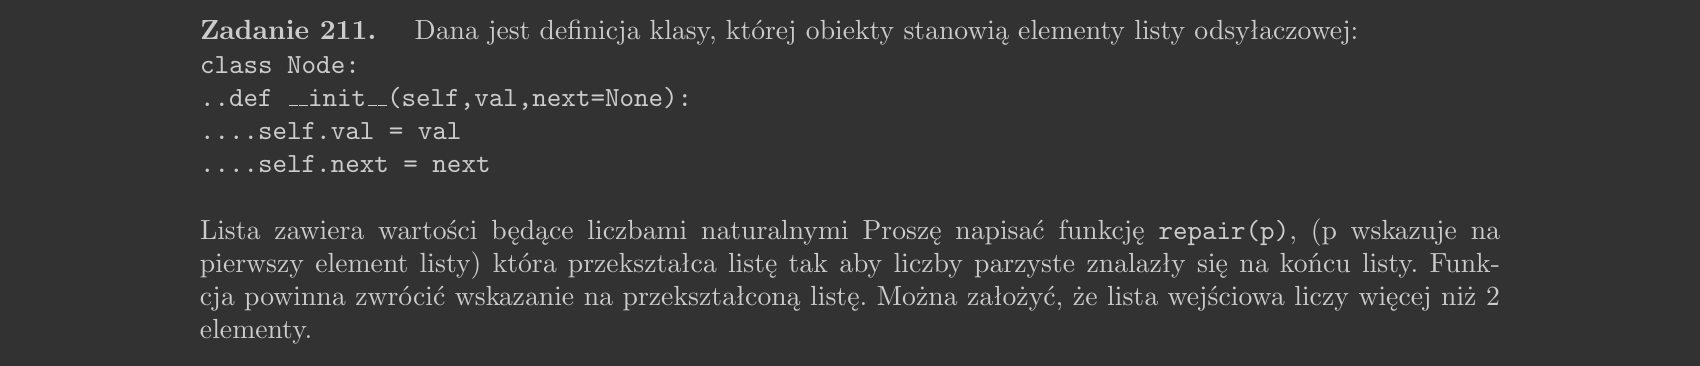 Zadanie 211. Dana jest definicja klasy, której obiekty stanowią elementy listy odsyłaczowej:
class Node:
..def __init__(self,val,next=None):
....self.val = val
....self.next = next
Lista zawiera wartości będące liczbami naturalnymi Proszę napisać funkcję repair(p), (p wskazuje na
pierwszy element listy) która przekształca listę tak aby liczby parzyste znalazły się na końcu listy. Funk-
cja powinna zwrócić wskazanie na przekształconą listę. Można założyć, że lista wejściowa liczy więcej niż 2
elementy.